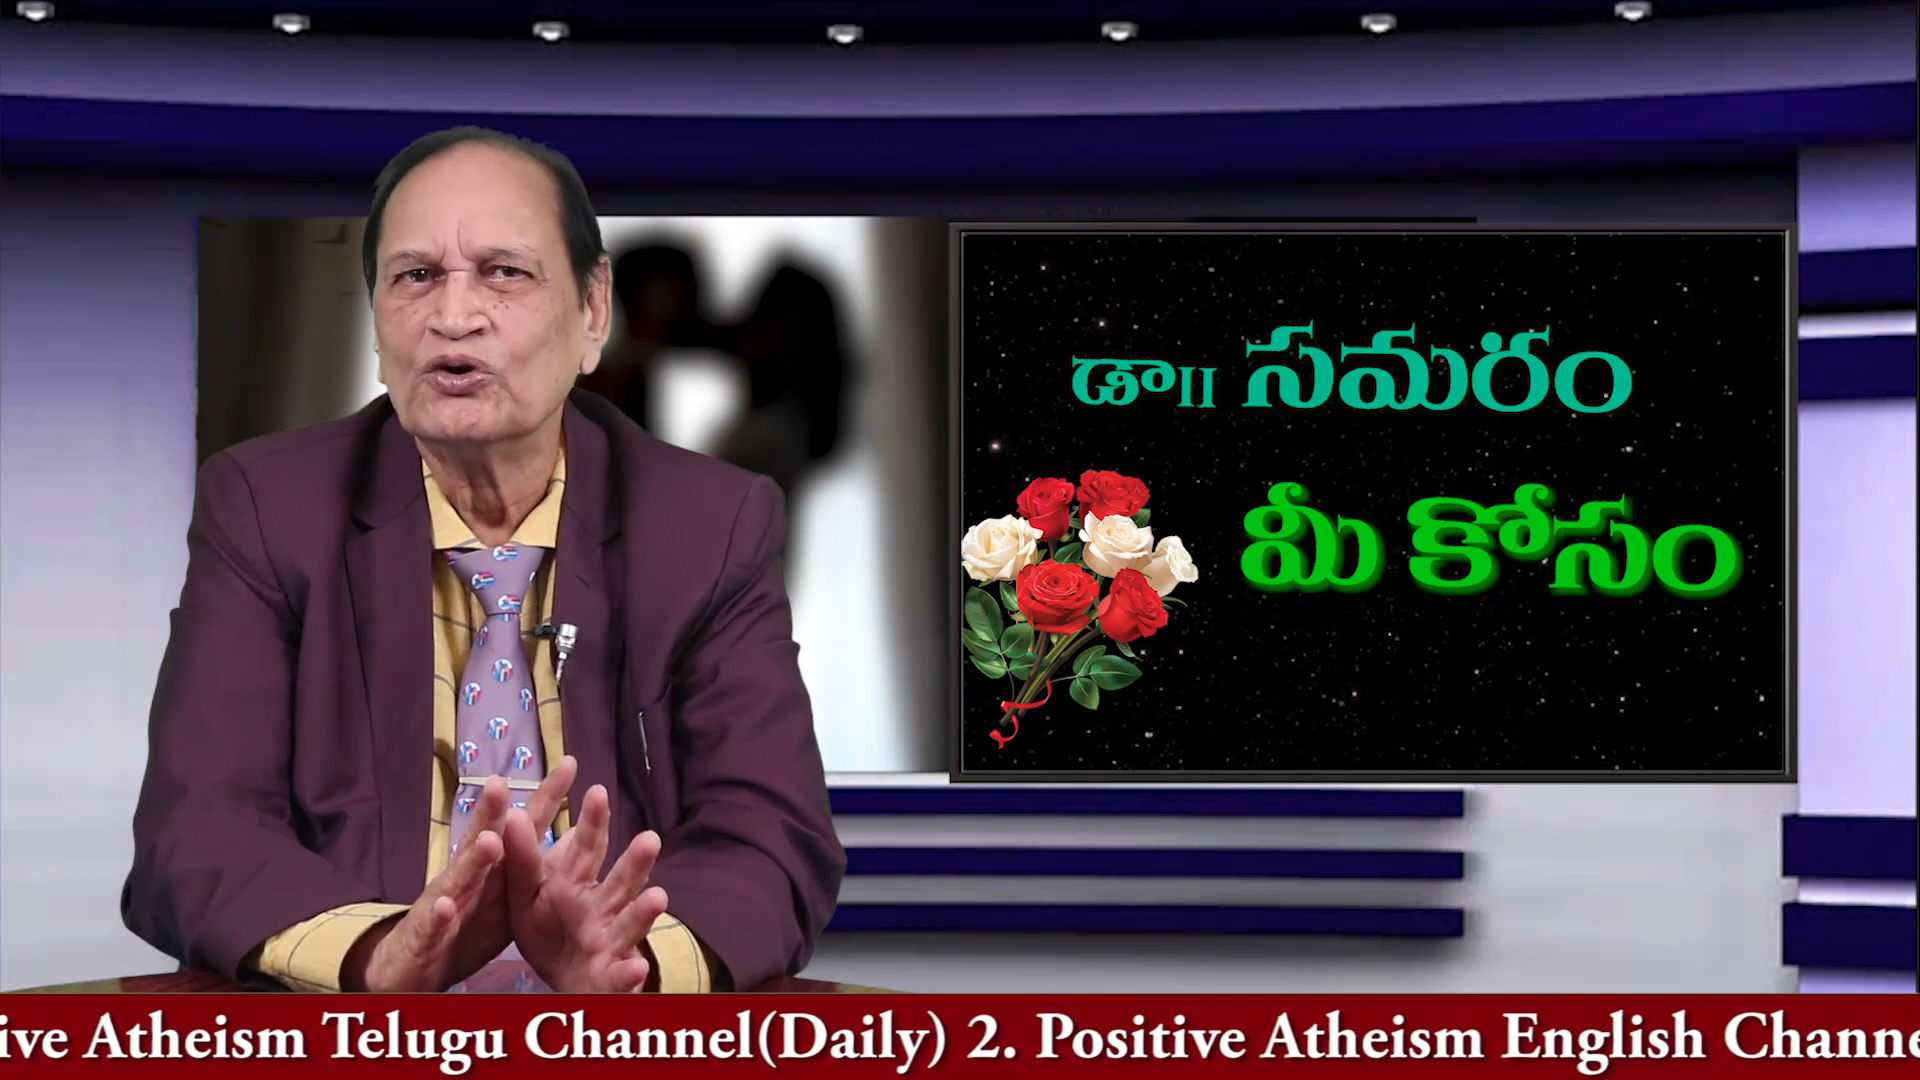 డా|| సమరం
మీ కోసం
ive Atheism Telugu Channel(Daily) 2. Positive Atheism English Channe